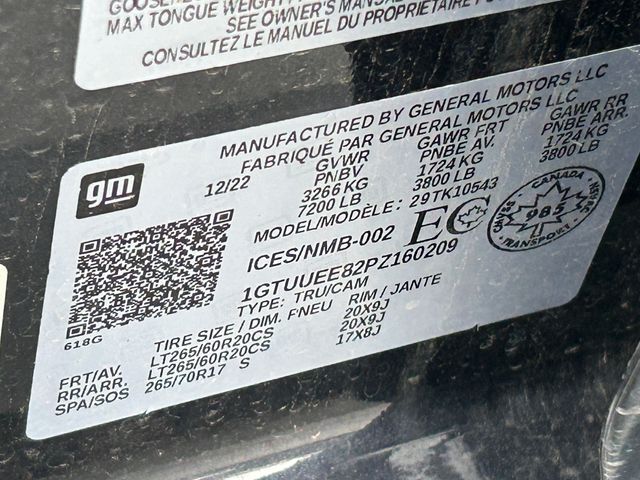 GOOSENE
MAX TONGUE WEIGHT/
SEE OWNER'S MANUAL
CONSULTEZ LE MANUEL DU PROPRIETAIRE PO
gm
MANUFACTURED BY GENERAL MOTORS LLC
FABRIQUÉ PAR GENERAL MOTORS LLC
12/22 GVWR GAWR FRT GAWR RR
PNBV PNBE AV. PNBE ARR.
3266 KG 1724 KG 1724 KG
7200 LB 3800 LB 3800 LB
MODEL/MODÈLE: 29TK10543
ICES/NMB-002 EC
CANADA
985
TRANSPORT
1GTUUEE82PZ160209
TYPE: TRU/CAM
618G
TIRE SIZE / DIM. PNEU RIM / JANTE
FRT/AV. LT265/60R20CS 20X9J
RR/ARR. LT265/60R20CS 20X9J
SPA/SOS 265/70R17 S 17X8J